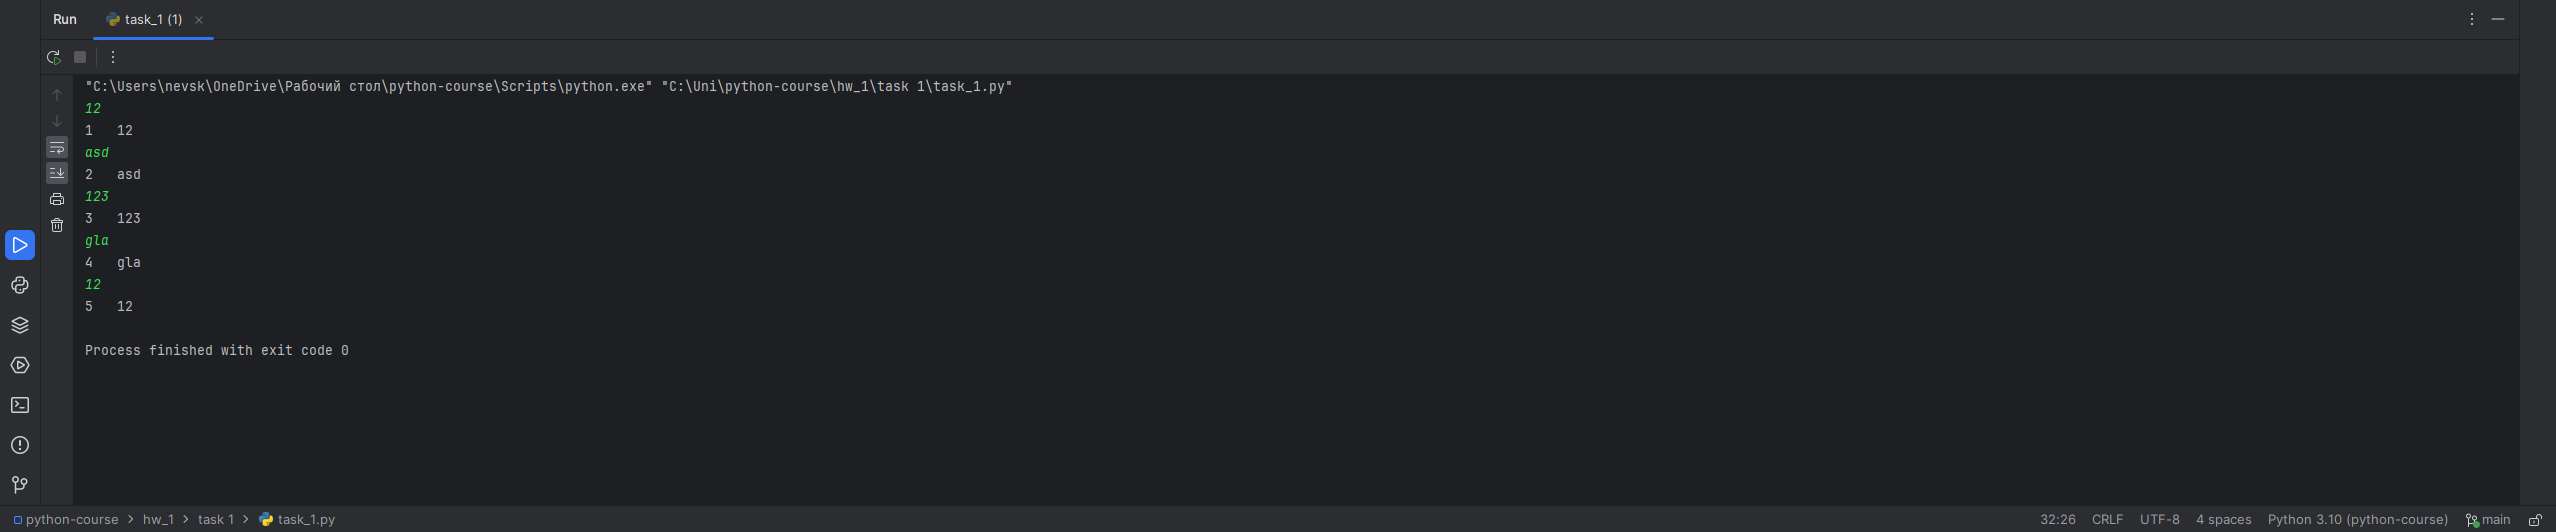 Run task_1 (1)
"C:\Users\nevsk\OneDrive\Рабочий стол\python-course\Scripts\python.exe" "C:\Uni\python-course\hw_1\task 1\task_1.py"
12
1   12
asd
2   asd
123
3   123
gla
4   gla
12
5   12
Process finished with exit code 0
python-course > hw_1 > task 1 > task_1.py 32:26 CRLF UTF-8 4 spaces Python 3.10 (python-course) main